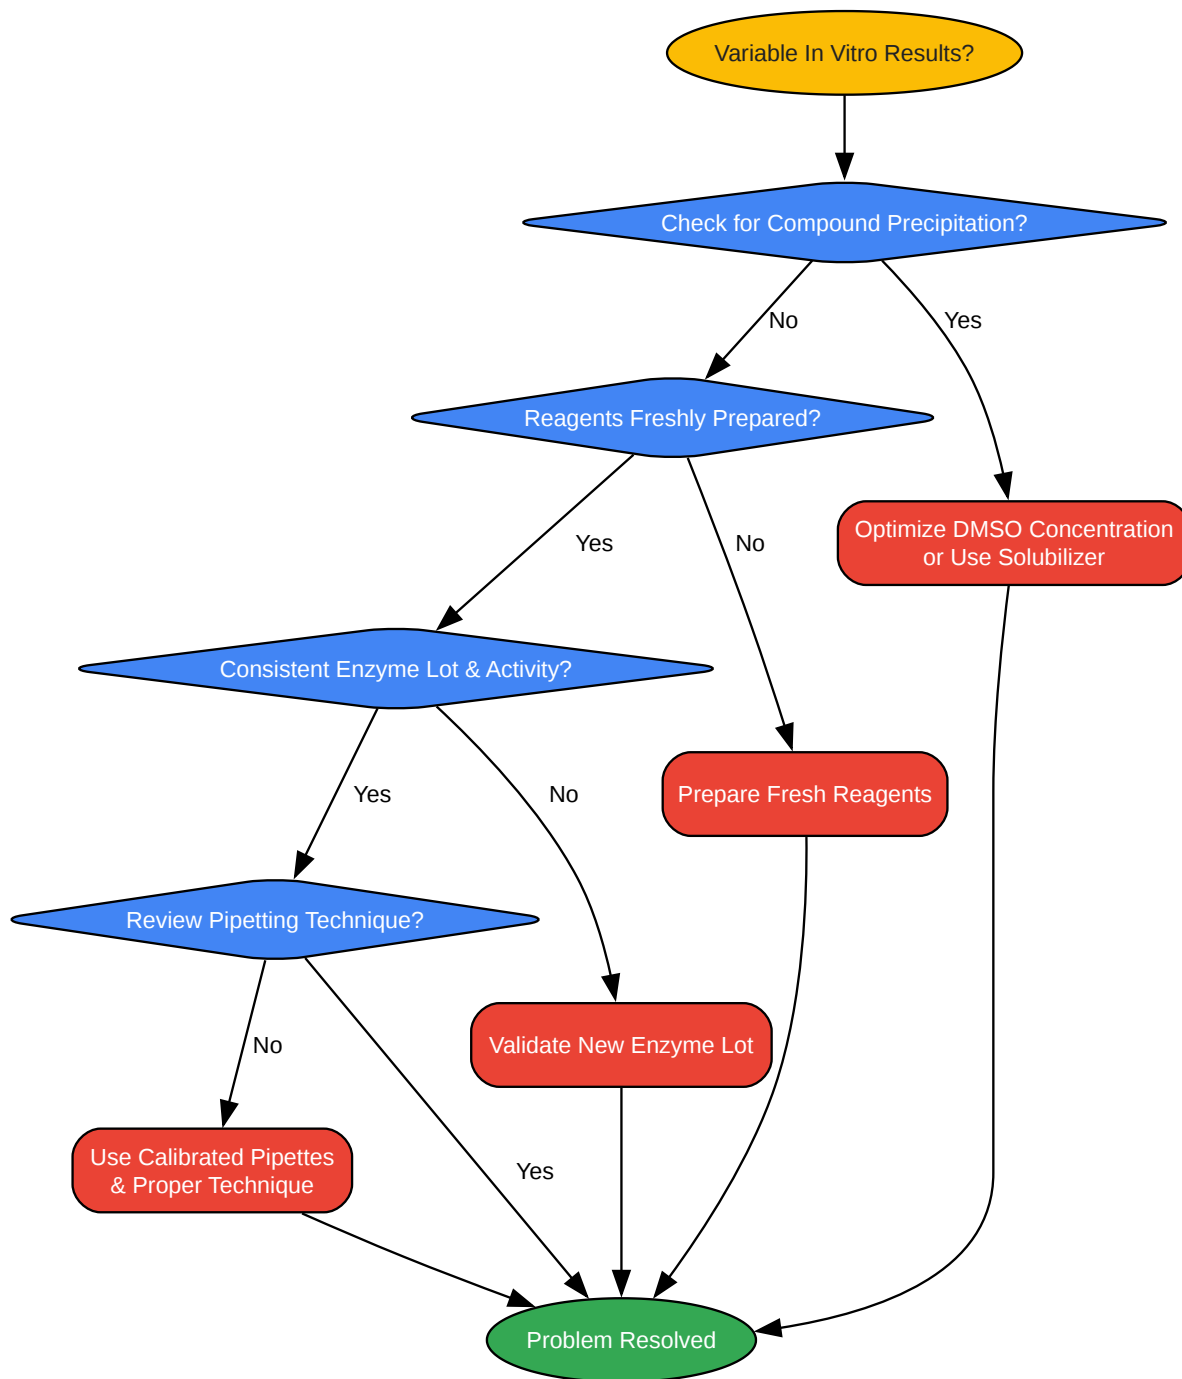 Variable In Vitro Results?
Check for Compound Precipitation?
No
Yes
Reagents Freshly Prepared?
Optimize DMSO Concentration
or Use Solubilizer
Yes
No
Consistent Enzyme Lot & Activity?
Prepare Fresh Reagents
Yes
No
Review Pipetting Technique?
Validate New Enzyme Lot
No
Use Calibrated Pipettes
& Proper Technique
Yes
Problem Resolved